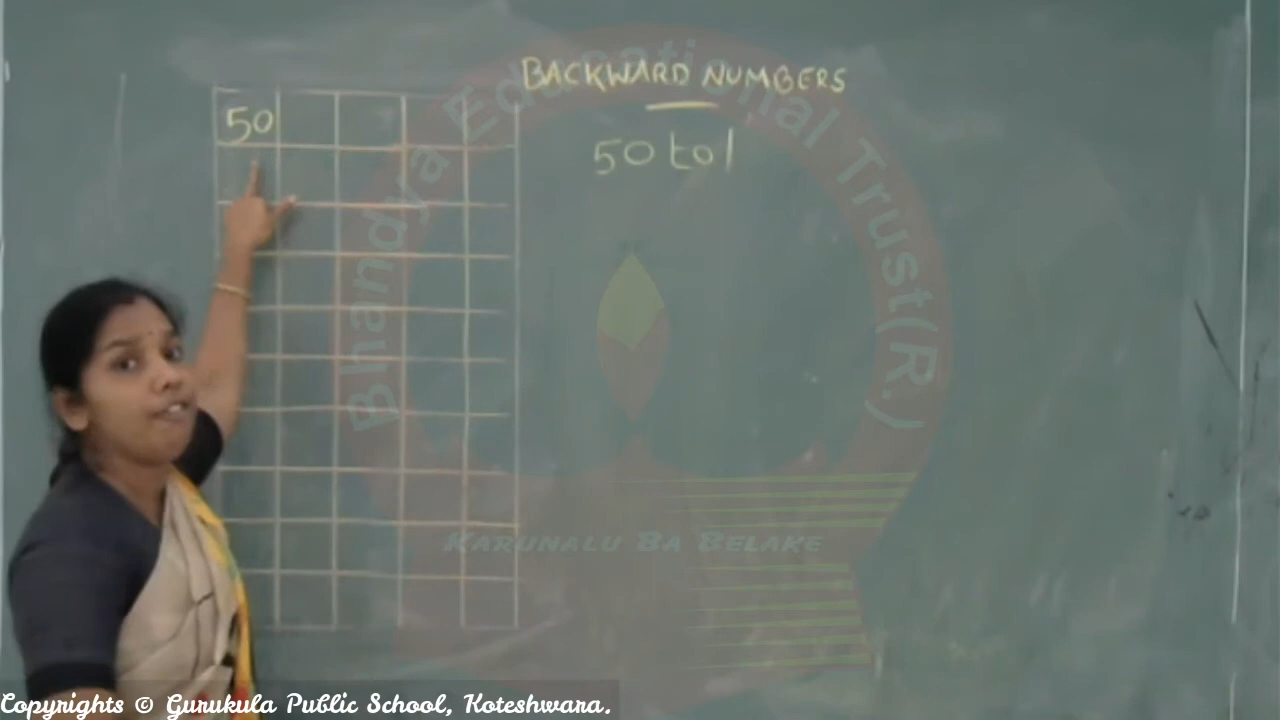 BACKWARD NUMBERS
50
50 to 1
Bhandya Educational Trust(R.)
KARUNALU BA BELAKE
Copyrights © Gurukula Public School, Koteshwara.